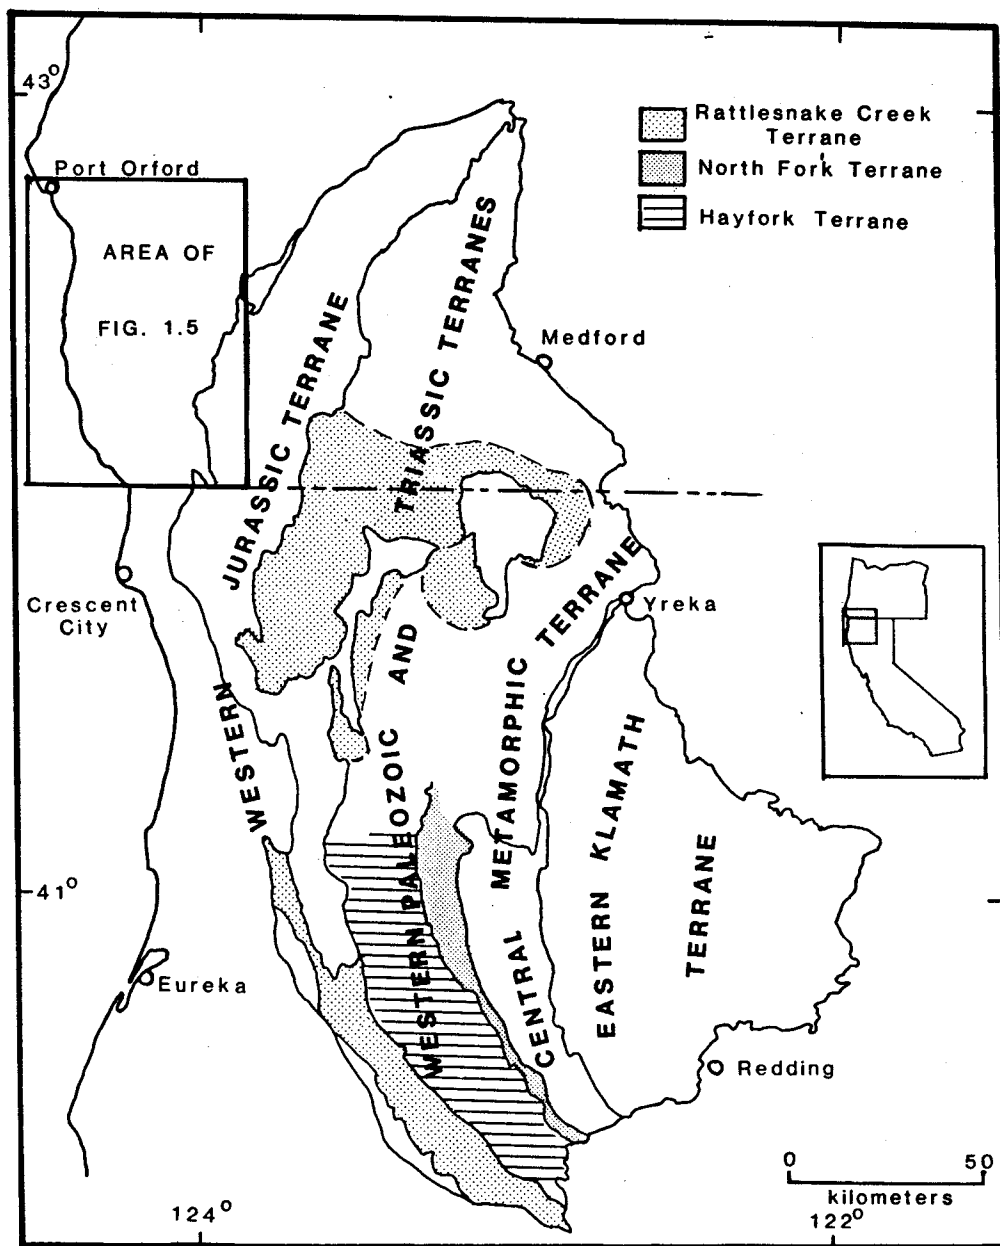 43°
Port Orford
AREA OF
FIG. 1.5
Rattlesnake Creek
Terrane
North Fork Terrane
Hayfork Terrane
Medford
WESTERN JURASSIC TERRANE
WESTERN PALEOZOIC AND TRIASSIC TERRANES
CENTRAL METAMORPHIC TERRANE
EASTERN KLAMATH
TERRANE
Crescent
City
Yreka
41°
Eureka
Redding
0 50
kilometers
124°
122°